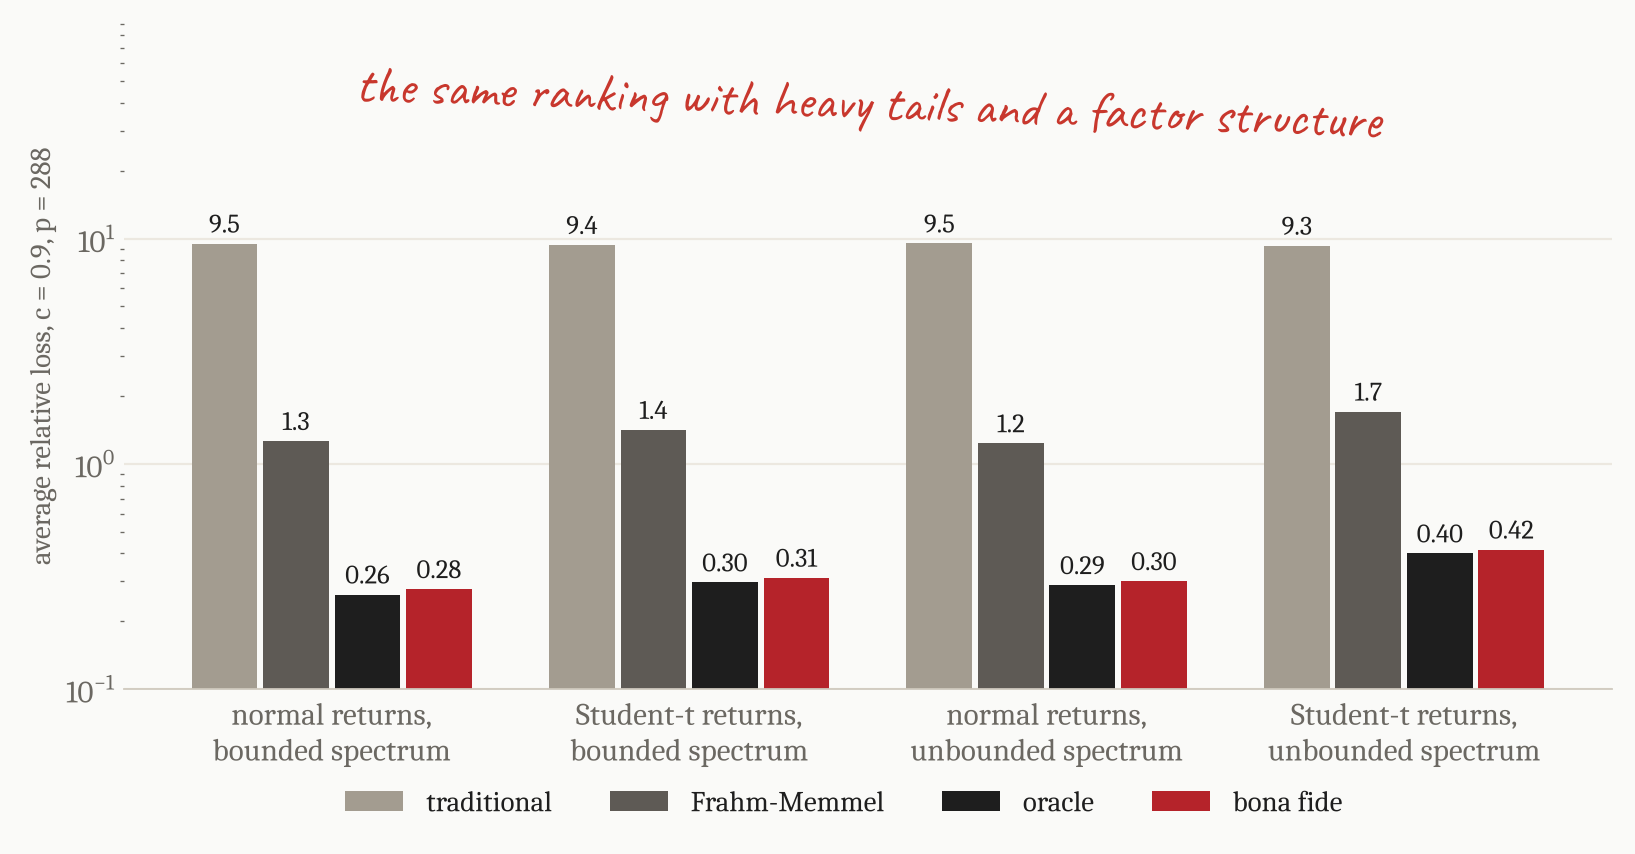 the same ranking with heavy tails and a factor structure
average relative loss, c = 0.9, p = 288
10¹
10⁰
10⁻¹
9.5
1.3
0.26
0.28
9.4
1.4
0.30
0.31
9.5
1.2
0.29
0.30
9.3
1.7
0.40
0.42
normal returns,
bounded spectrum
Student-t returns,
bounded spectrum
normal returns,
unbounded spectrum
Student-t returns,
unbounded spectrum
traditional
Frahm-Memmel
oracle
bona fide